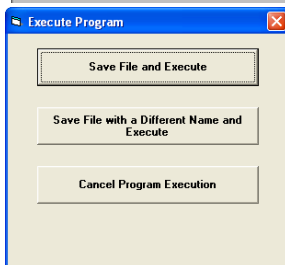 Execute Program
Save File and Execute
Save File with a Different Name and
Execute
Cancel Program Execution